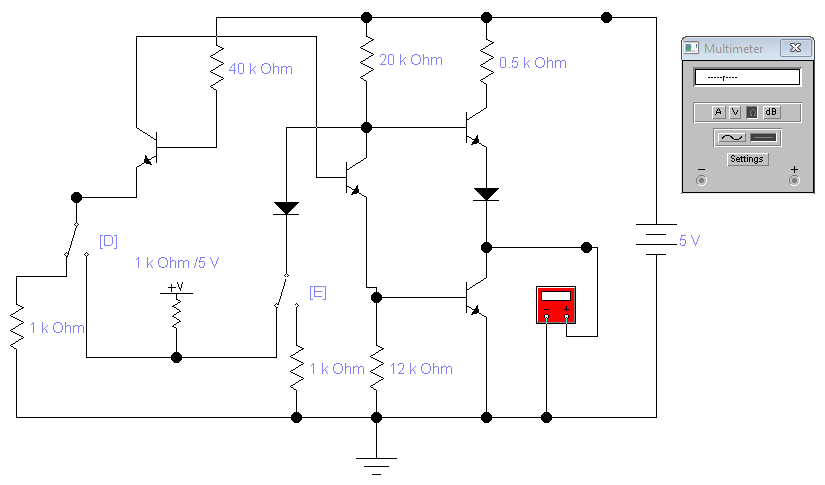 Multimeter
-----r----
A V Ω dB
Settings
− +
40 k Ohm
20 k Ohm
0.5 k Ohm
[D]
1 k Ohm /5 V
+V
[E]
5 V
1 k Ohm
1 k Ohm
12 k Ohm
- +